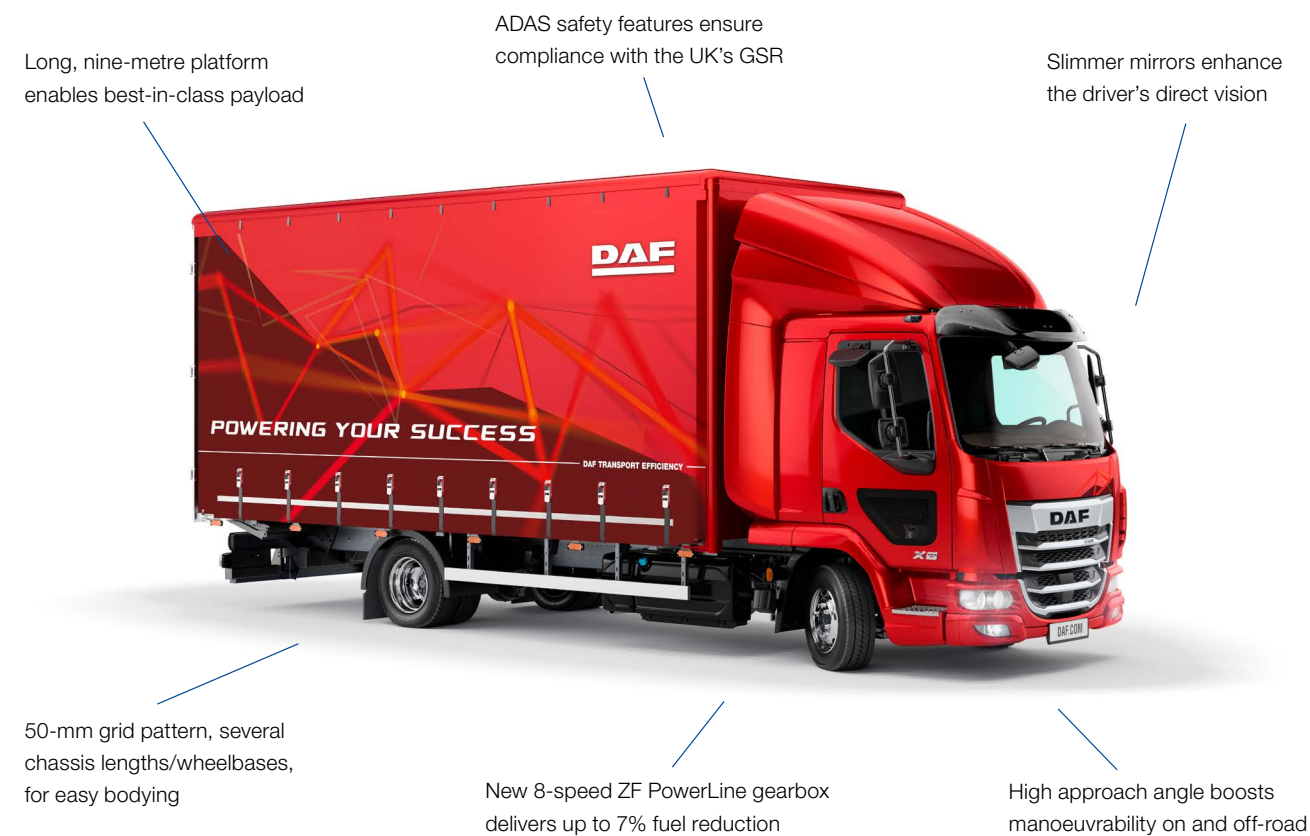 ADAS safety features ensure
compliance with the UK's GSR
Long, nine-metre platform
enables best-in-class payload
Slimmer mirrors enhance
the driver's direct vision
DAF
POWERING YOUR SUCCESS
DAF TRANSPORT EFFICIENCY
DAF
DAF.COM
50-mm grid pattern, several
chassis lengths/wheelbases,
for easy bodying
New 8-speed ZF PowerLine gearbox
delivers up to 7% fuel reduction
High approach angle boosts
manoeuvrability on and off-road